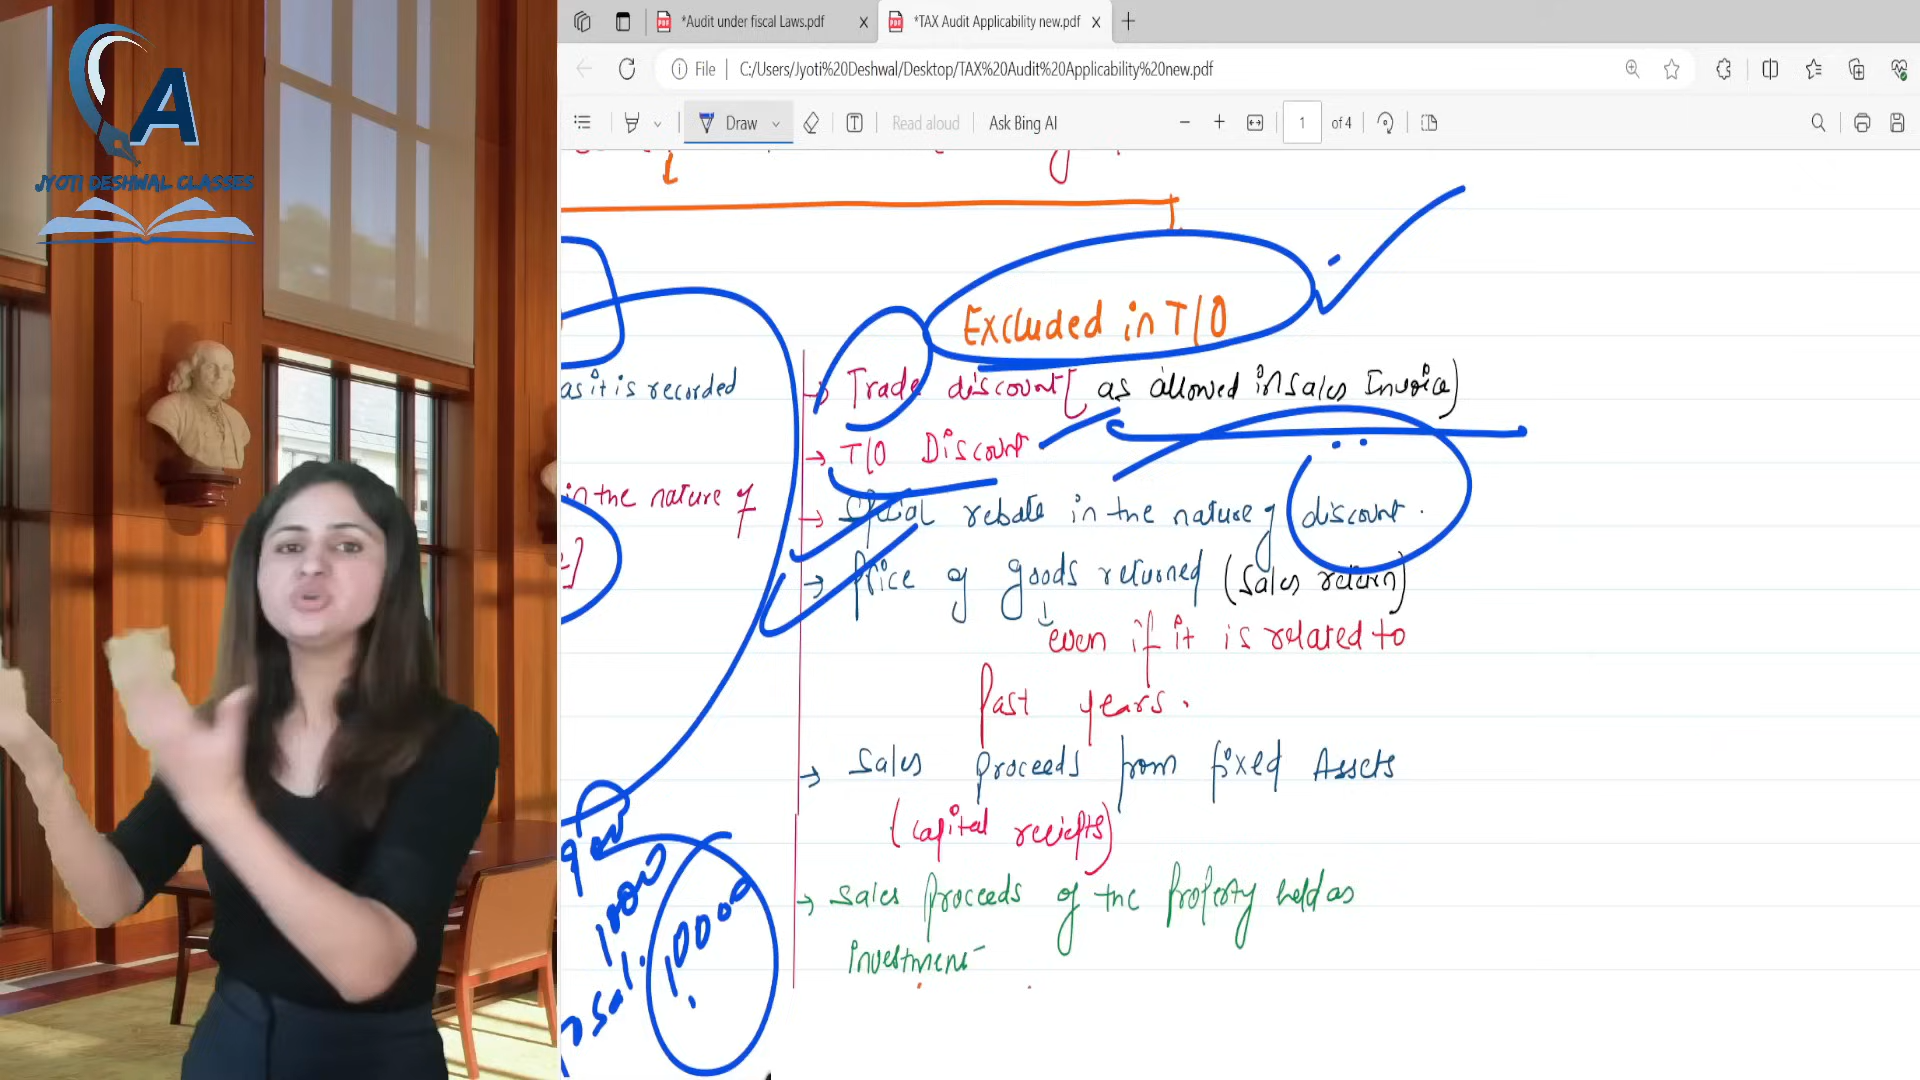 *Audit under fiscal Laws.pdf
*TAX Audit Applicability new.pdf
File C:/Users/Jyoti%20Deshwal/Desktop/TAX%20Audit%20Applicability%20new.pdf
Draw Read aloud Ask Bing AI 1 of 4
A
JYOTI DESHWAL CLASSES
Excluded in T/O
as it is recorded
→ Trade discount [as allowed in sales Invoice)
→ T/O Discount
in the nature of
→ Special rebate in the nature of discount.
→ Price of goods returned (sales return)
even if it is related to
Past years.
→ Sales proceeds from fixed Assets
(capital reciepts)
→ sales proceeds of the Property held as
investment